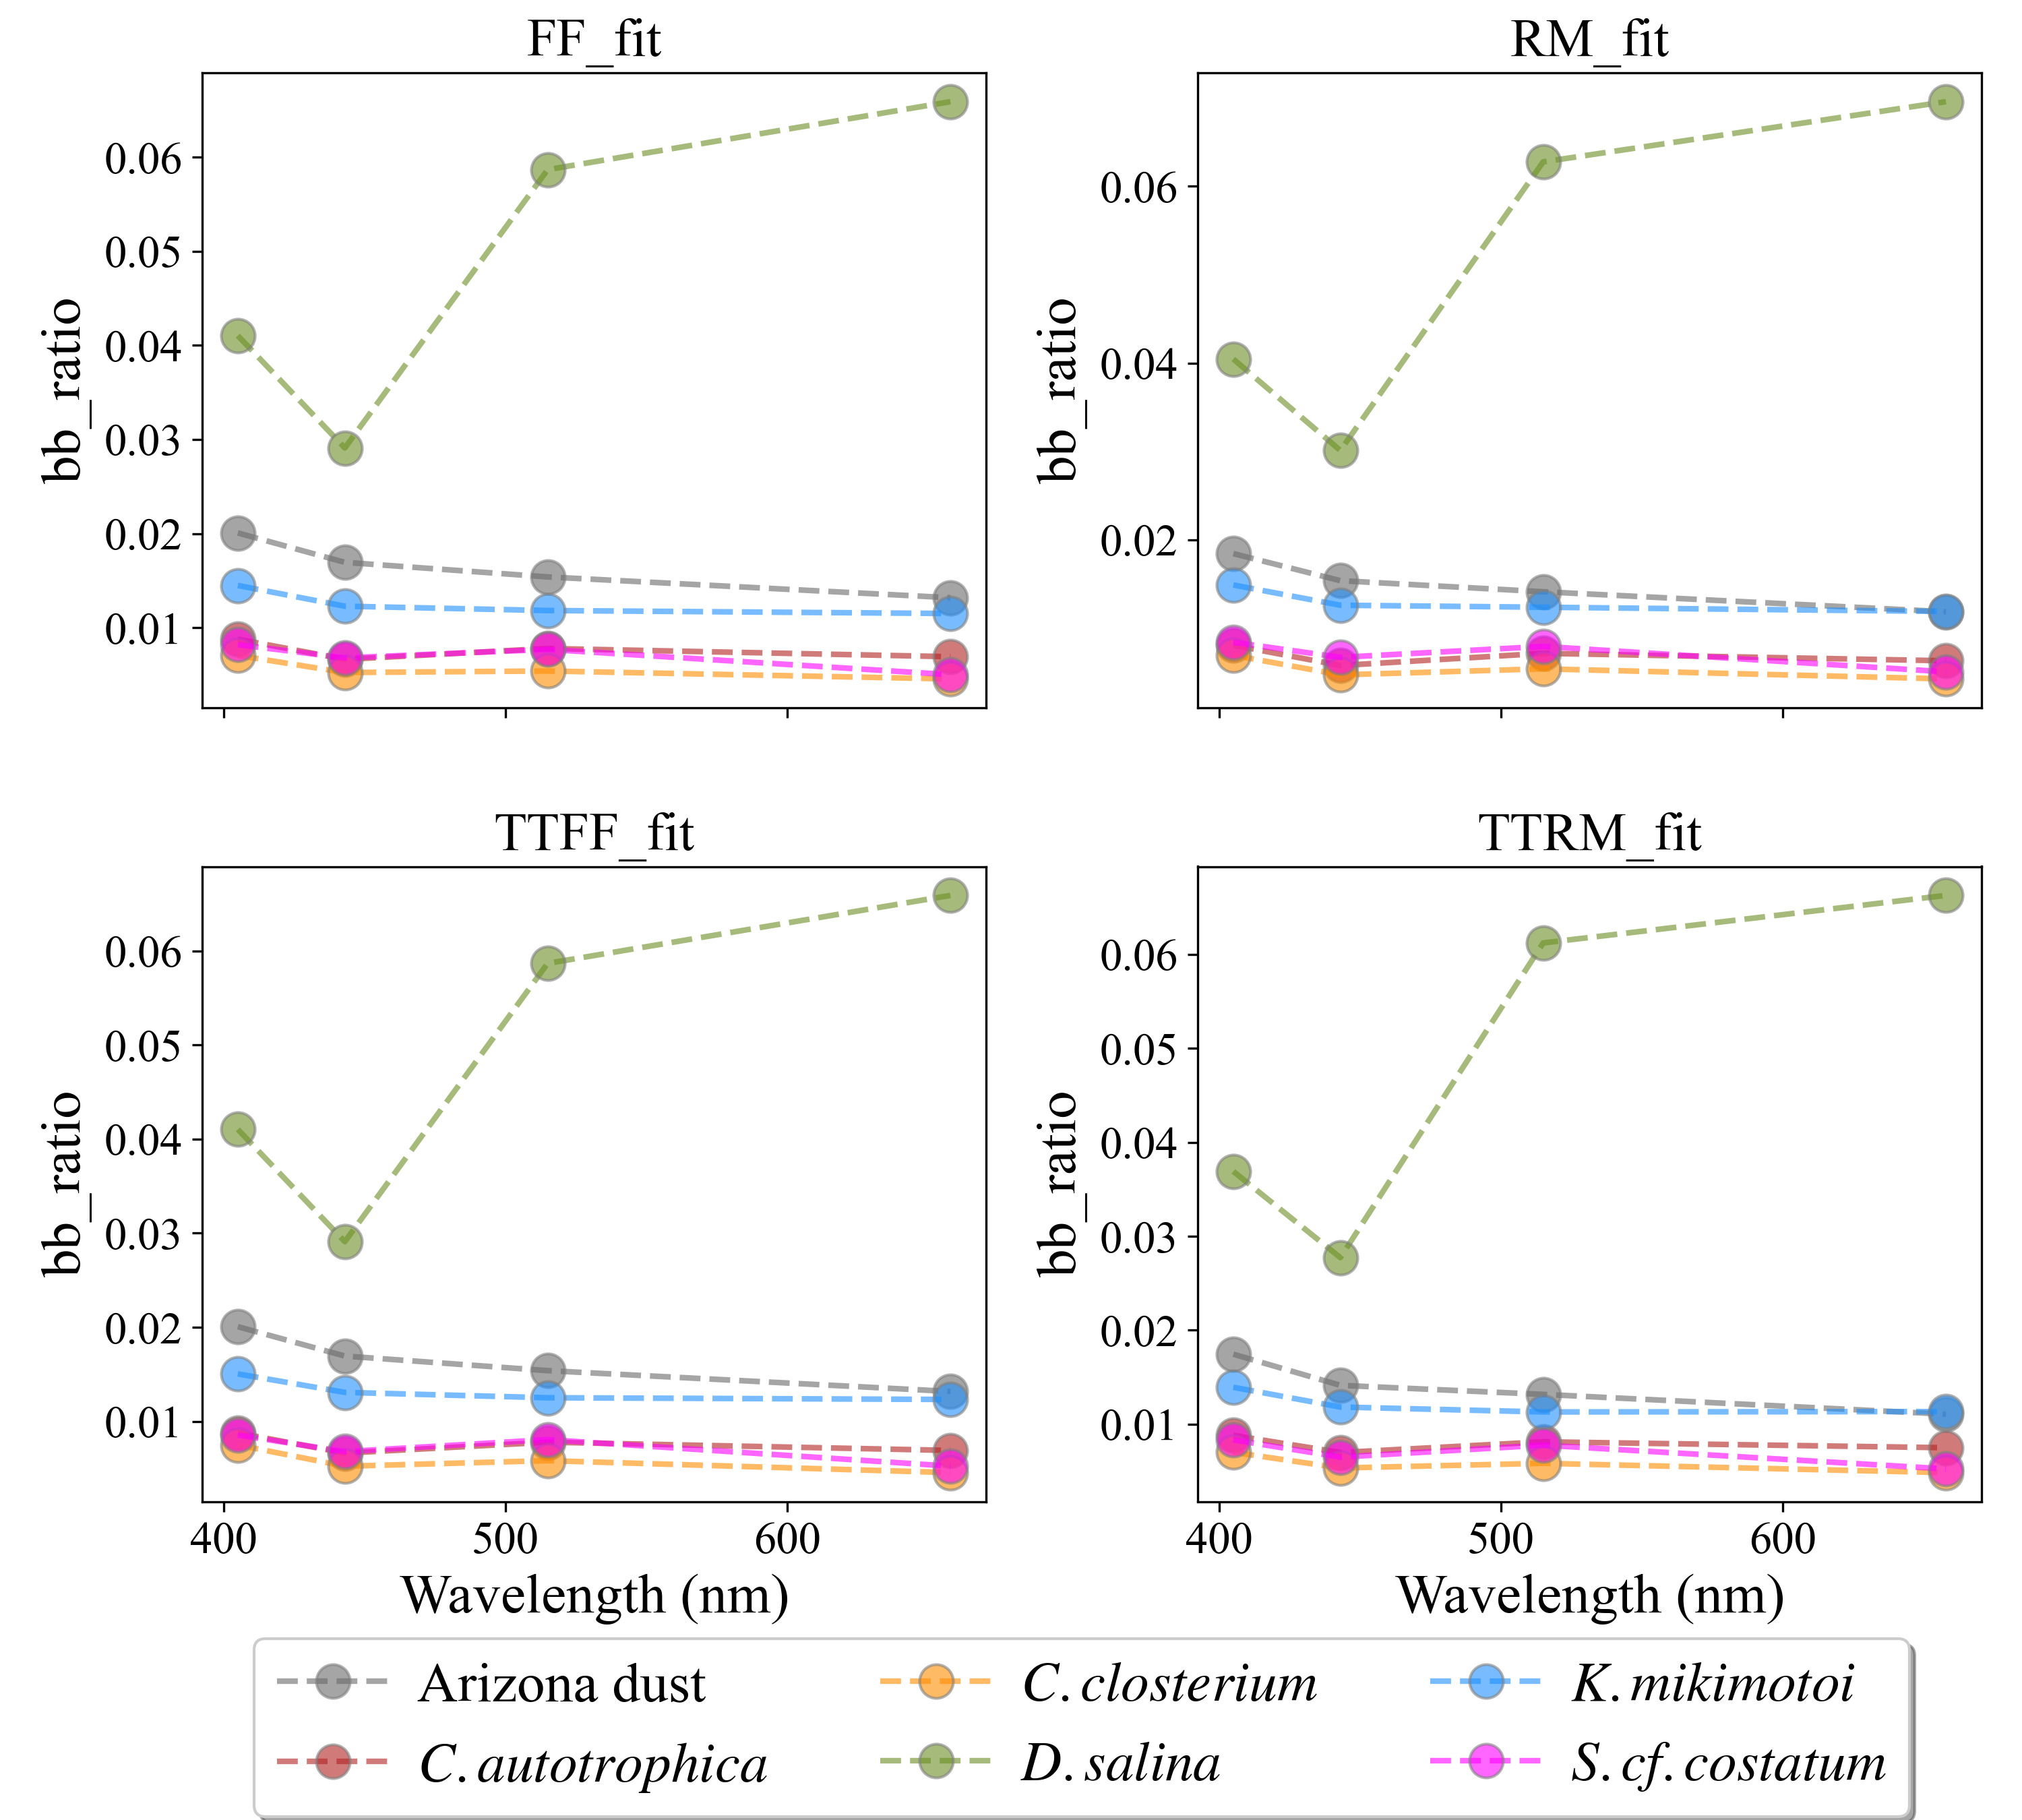 FF_fit
0.06
0.05
0.04
0.03
0.02
0.01
bb_ratio
RM_fit
0.06
0.04
0.02
bb_ratio
TTFF_fit
0.06
0.05
0.04
0.03
0.02
0.01
bb_ratio
400 500 600
Wavelength (nm)
TTRM_fit
0.06
0.05
0.04
0.03
0.02
0.01
bb_ratio
400 500 600
Wavelength (nm)
Arizona dust
C. autotrophica
C. closterium
D. salina
K. mikimotoi
S. cf. costatum